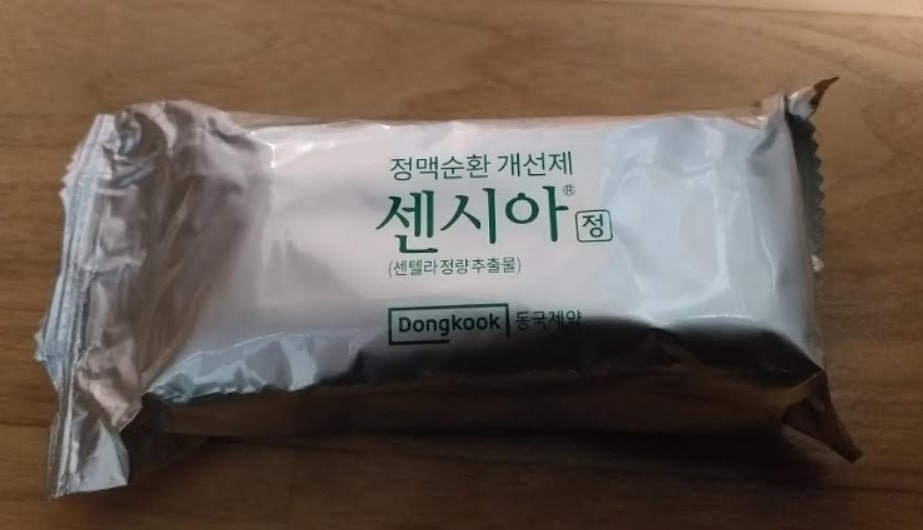 정맥순환 개선제
센시아® 정
(센텔라정량추출물)
Dongkook 동국제약